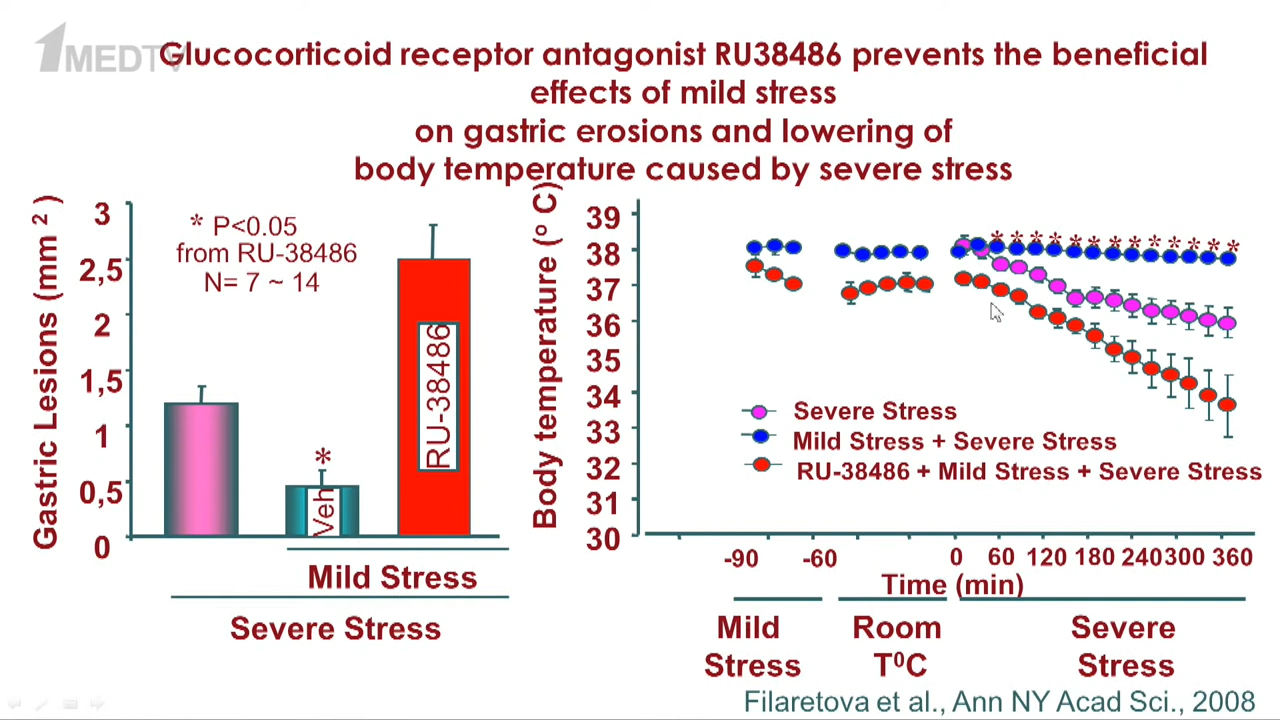 1MEDTV
Glucocorticoid receptor antagonist RU38486 prevents the beneficial
effects of mild stress
on gastric erosions and lowering of
body temperature caused by severe stress
Gastric Lesions (mm 2 )
3
2,5
2
1,5
1
0,5
0
* P<0.05
from RU-38486
N= 7 ~ 14
*
Veh
RU-38486
Mild Stress
Severe Stress
Body temperature (º C)
39
38
37
36
35
34
33
32
31
30
* * * * * * * * * * * * *
Severe Stress
Mild Stress + Severe Stress
RU-38486 + Mild Stress + Severe Stress
-90 -60 0 60 120 180 240 300 360
Time (min)
Mild
Stress
Room
T⁰C
Severe
Stress
Filaretova et al., Ann NY Acad Sci., 2008